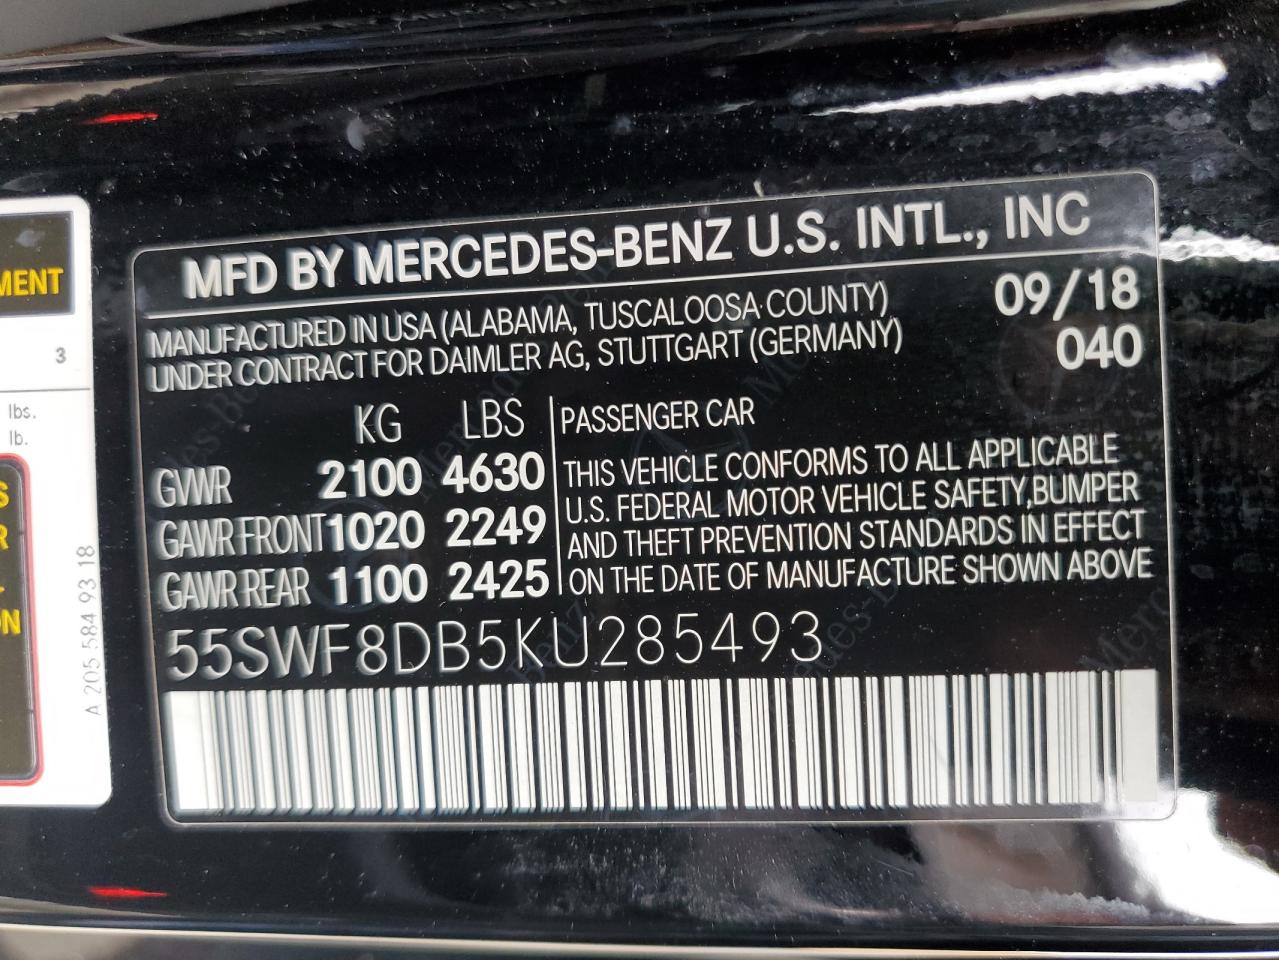 MENT
3
lbs.
lb.
S
R
ON
A 205 584 93 18
MFD BY MERCEDES-BENZ U.S. INTL., INC
MANUFACTURED IN USA (ALABAMA, TUSCALOOSA COUNTY) 09/18
UNDER CONTRACT FOR DAIMLER AG, STUTTGART (GERMANY) 040
KG LBS PASSENGER CAR
GVWR 2100 4630
GAWR FRONT 1020 2249
GAWR REAR 1100 2425
THIS VEHICLE CONFORMS TO ALL APPLICABLE
U.S. FEDERAL MOTOR VEHICLE SAFETY,BUMPER
AND THEFT PREVENTION STANDARDS IN EFFECT
ON THE DATE OF MANUFACTURE SHOWN ABOVE
55SWF8DB5KU285493